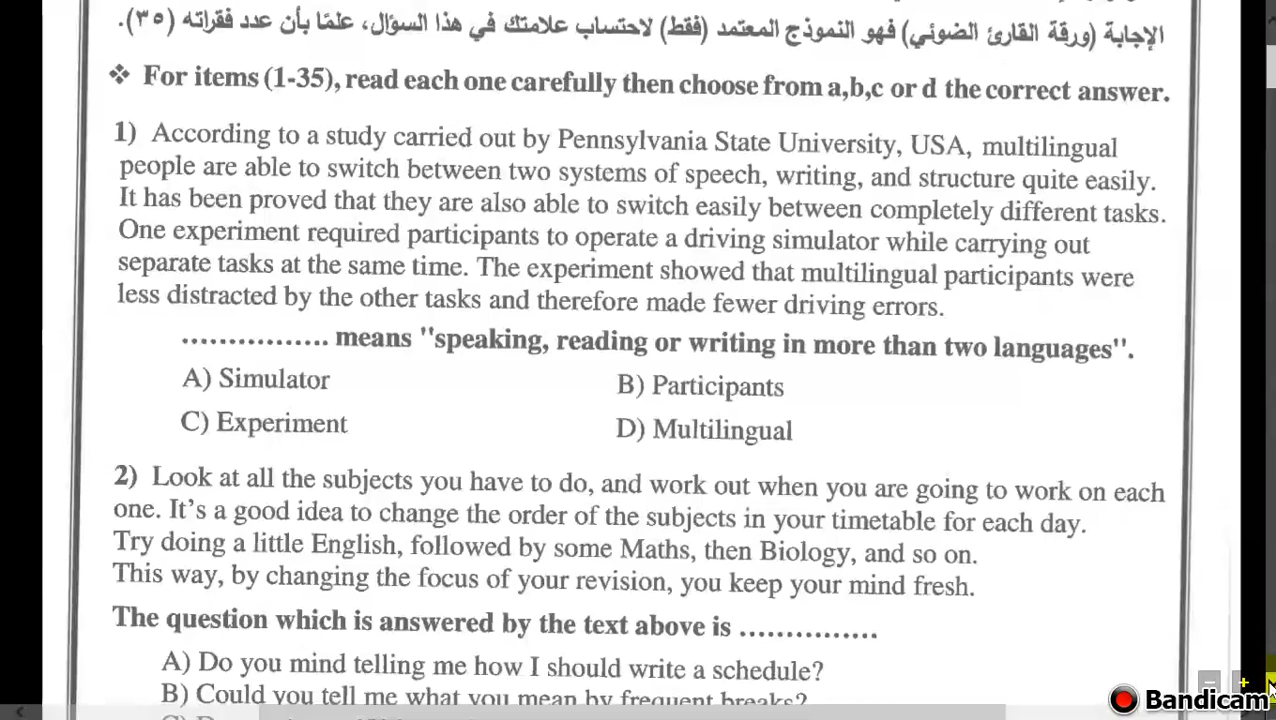 الإجابة (ورقة القارئ الضوئي) فهو النموذج المعتمد (فقط) لاحتساب علامتك في هذا السؤال، علمًا بأن عدد فقراته (٣٥).
❖ For items (1-35), read each one carefully then choose from a,b,c or d the correct answer.
1) According to a study carried out by Pennsylvania State University, USA, multilingual
people are able to switch between two systems of speech, writing, and structure quite easily.
It has been proved that they are also able to switch easily between completely different tasks.
One experiment required participants to operate a driving simulator while carrying out
separate tasks at the same time. The experiment showed that multilingual participants were
less distracted by the other tasks and therefore made fewer driving errors.
................ means "speaking, reading or writing in more than two languages".
A) Simulator
B) Participants
C) Experiment
D) Multilingual
2) Look at all the subjects you have to do, and work out when you are going to work on each
one. It's a good idea to change the order of the subjects in your timetable for each day.
Try doing a little English, followed by some Maths, then Biology, and so on.
This way, by changing the focus of your revision, you keep your mind fresh.
The question which is answered by the text above is ...............
A) Do you mind telling me how I should write a schedule?
B) Could you tell me what you mean by frequent breaks?
Bandicam